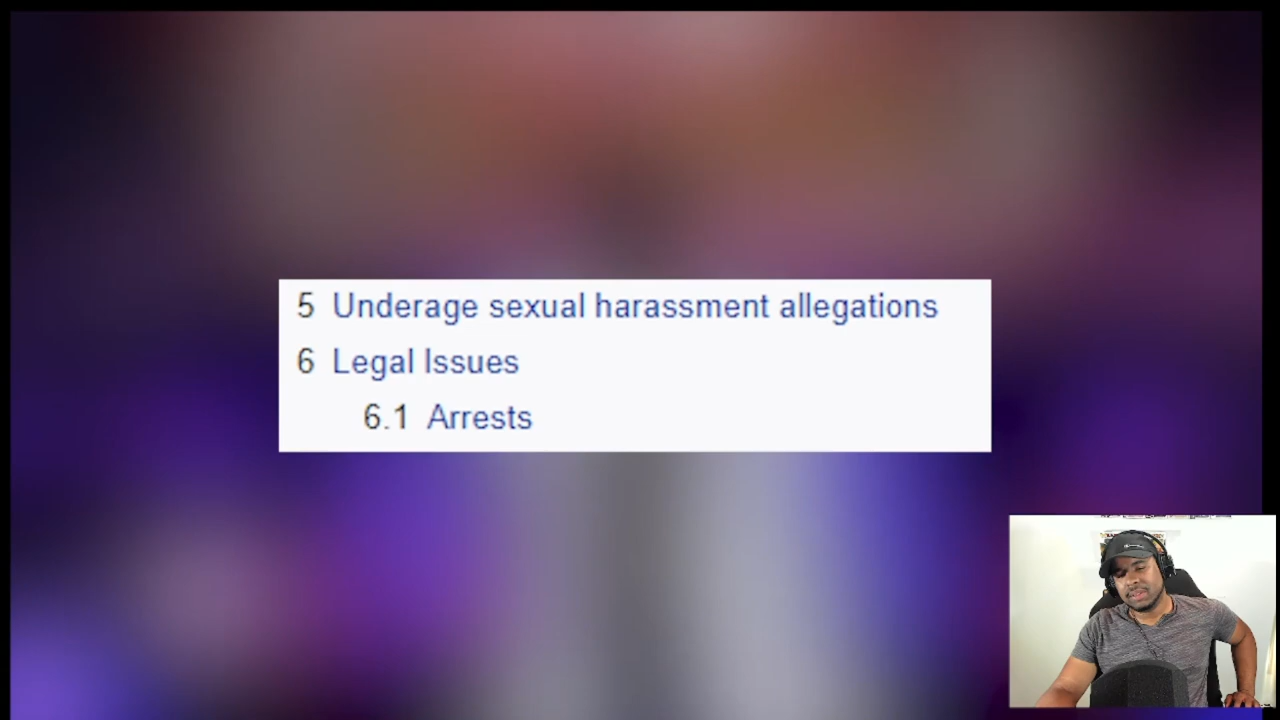 5 Underage sexual harassment allegations
6 Legal Issues
6.1 Arrests